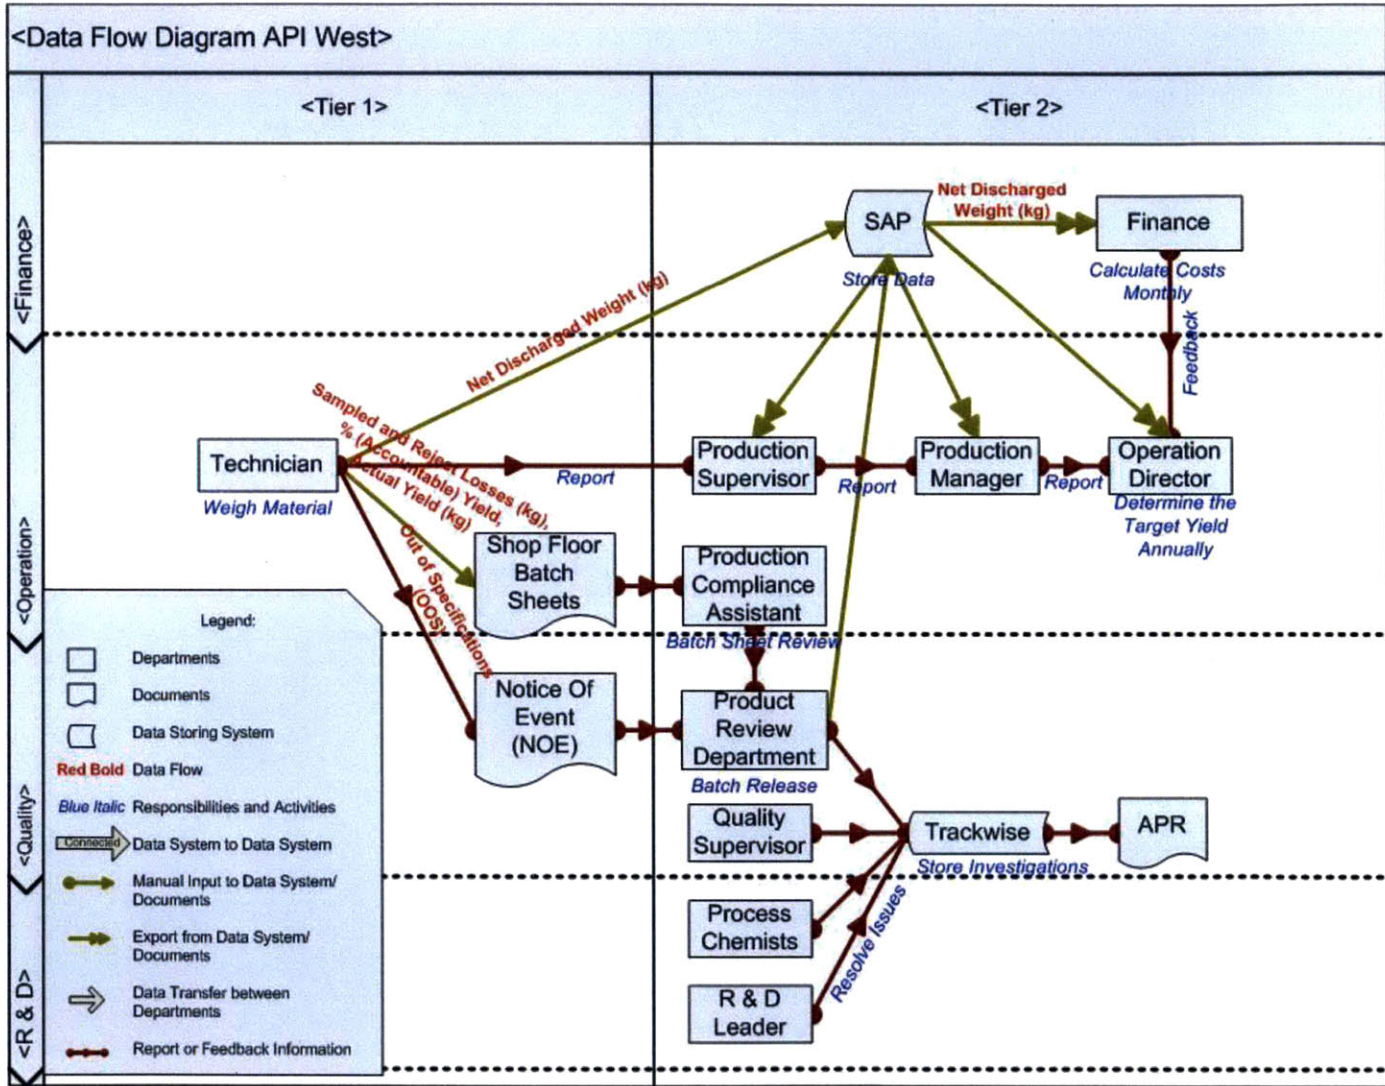 <Data Flow Diagram API West>
<Tier 1>
<Tier 2>
<Finance>
<Operation>
<Quality>
<R & D>
SAP
Store Data
Net Discharged
Weight (kg)
Finance
Calculate Costs
Monthly
Feedback
Net Discharged Weight (kg)
Technician
Weigh Material
Sampled and Reject Losses (kg),
% (Accountable) Yield,
Actual Yield (kg)
Report
Production
Supervisor
Report
Production
Manager
Report
Operation
Director
Determine the
Target Yield
Annually
Out of Specifications
(OOS)
Shop Floor
Batch
Sheets
Production
Compliance
Assistant
Batch Sheet Review
Notice Of
Event
(NOE)
Product
Review
Department
Batch Release
Quality
Supervisor
Trackwise
Store Investigations
APR
Process
Chemists
Resolve Issues
R & D
Leader
Legend:
Departments
Documents
Data Storing System
Red Bold Data Flow
Blue Italic Responsibilities and Activities
Connected Data System to Data System
Manual Input to Data System/
Documents
Export from Data System/
Documents
Data Transfer between
Departments
Report or Feedback Information